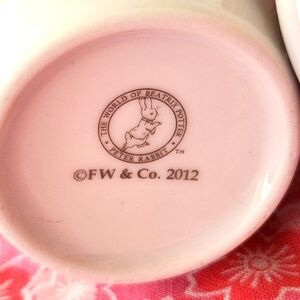 THE WORLD OF BEATRIX POTTER
PETER RABBIT
™
©FW & Co. 2012